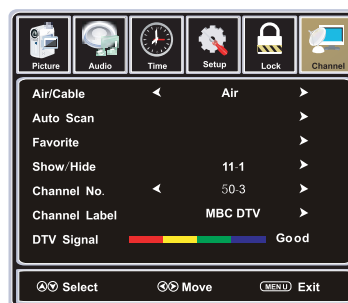 Picture Audio Time Setup Lock Channel
Air/Cable Air
Auto Scan
Favorite
Show/Hide 11-1
Channel No. 50-3
Channel Label MBC DTV
DTV Signal Good
Select Move MENU Exit